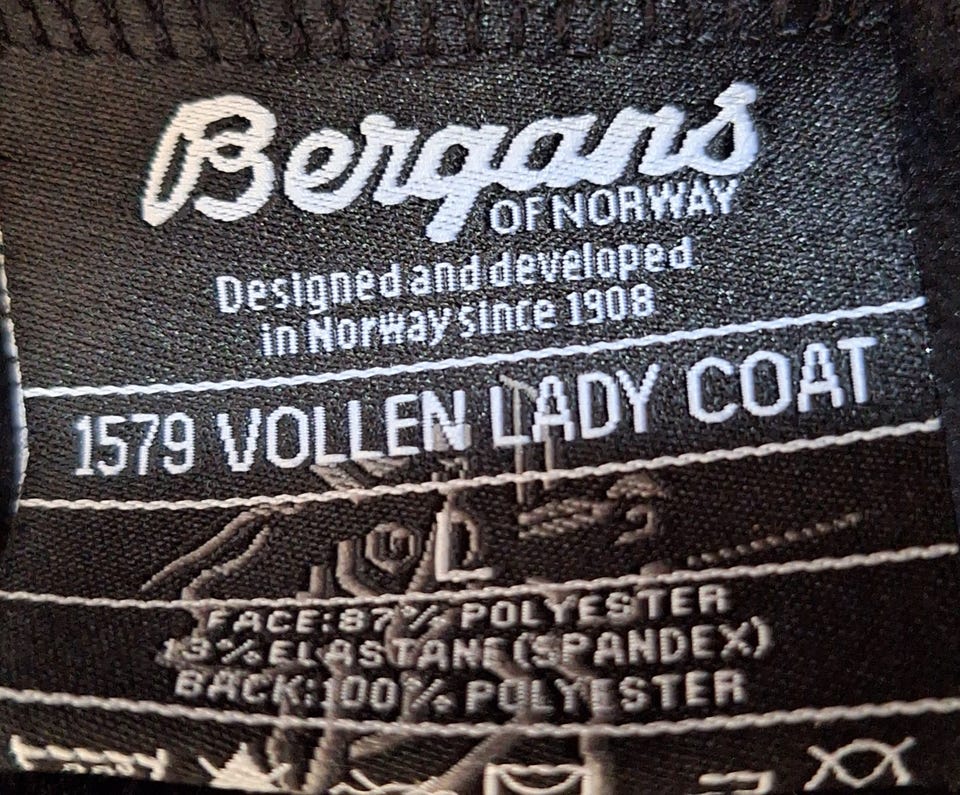 Bergans
OF NORWAY
Designed and developed
in Norway since 1908
1579 VOLLEN LADY COAT
L
FACE:87% POLYESTER
13% ELASTANE(SPANDEX)
BACK:100% POLYESTER